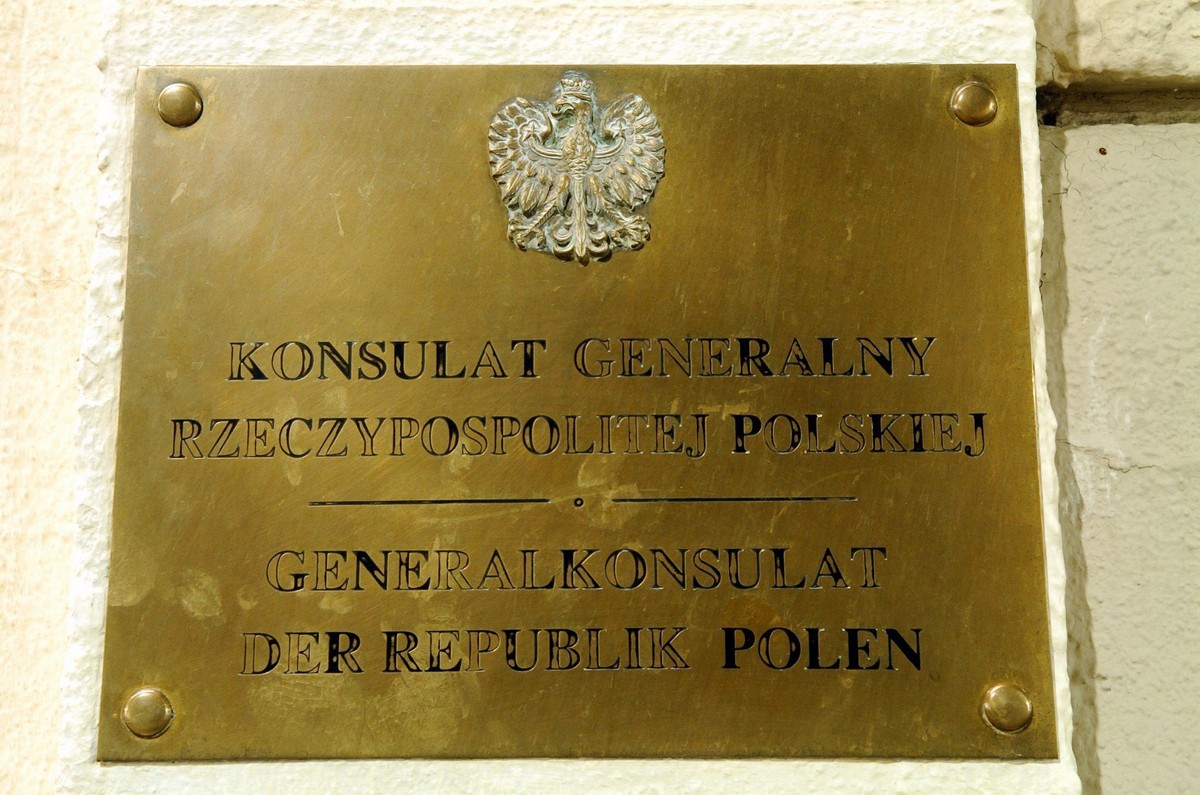 KONSULAT GENERALNY
RZECZYPOSPOLITEJ POLSKIEJ
GENERALKONSULAT
DER REPUBLIK POLEN